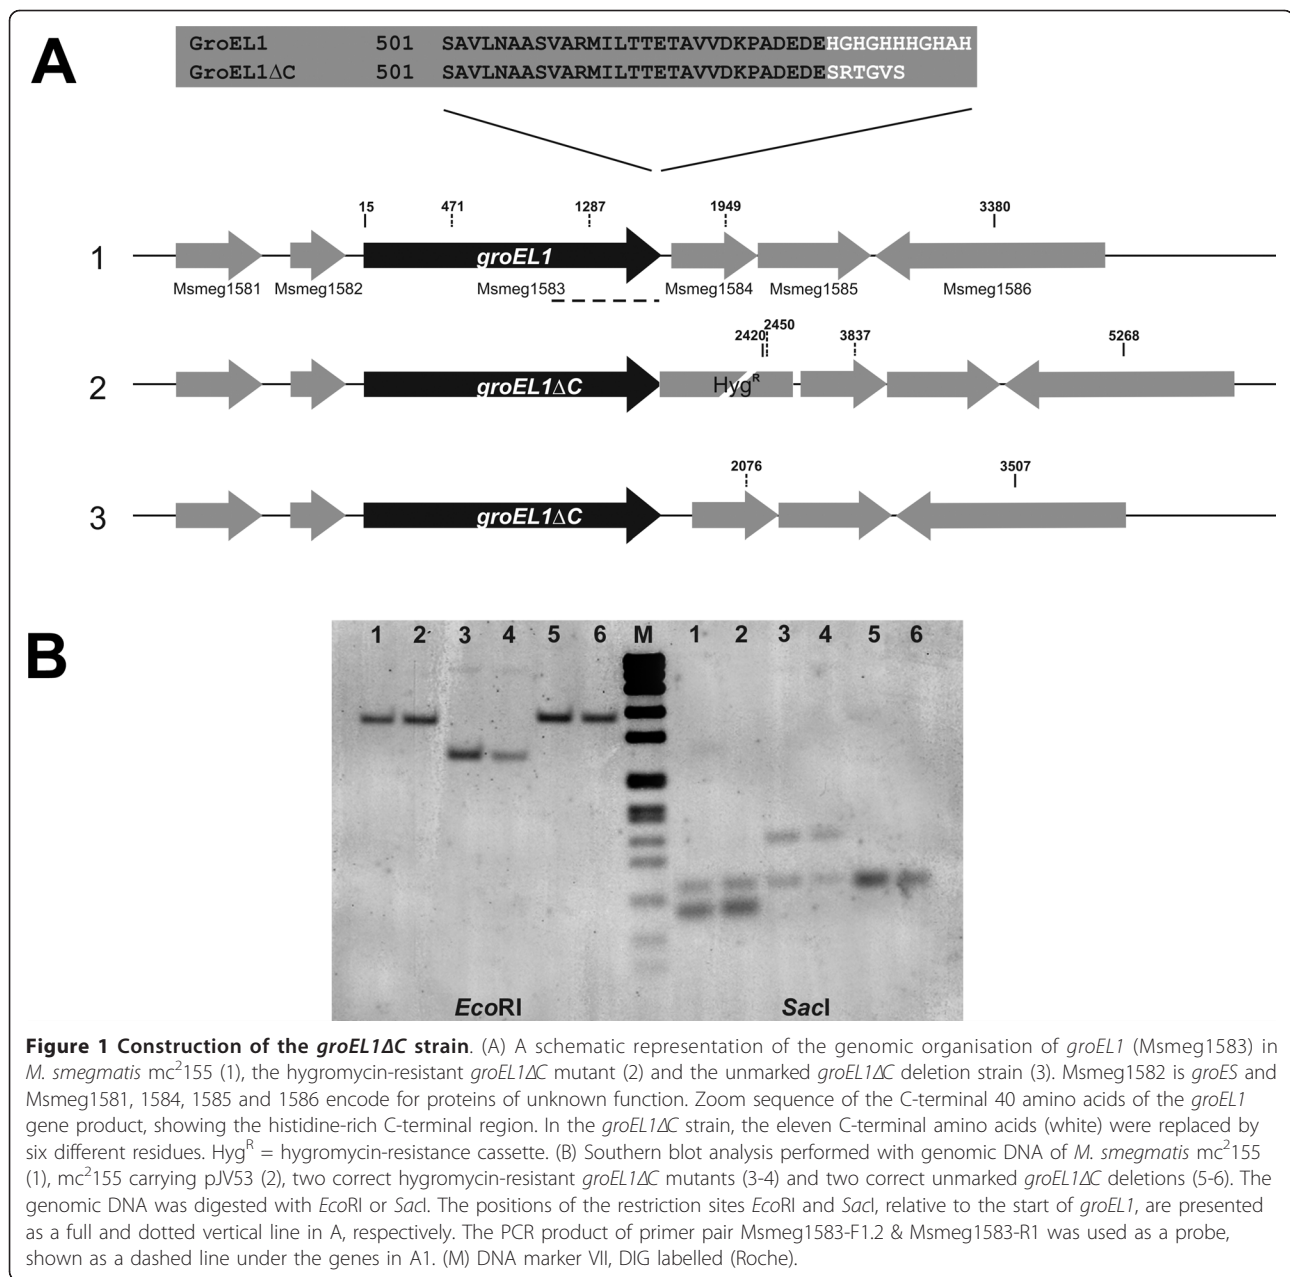 A
GroEL1 501 SAVLNAASVARMILTTETAVVDKPADEDEHGHGHHHGHAH
GroEL1ΔC 501 SAVLNAASVARMILTTETAVVDKPADEDESRTGVS
15 471 1287 1949 3380
1 groEL1
Msmeg1581 Msmeg1582 Msmeg1583 Msmeg1584 Msmeg1585 Msmeg1586
2420 2450 3837 5268
2 groEL1ΔC Hyg^R
2076 3507
3 groEL1ΔC
B
1 2 3 4 5 6 M 1 2 3 4 5 6
EcoRI SacI
Figure 1 Construction of the groEL1ΔC strain. (A) A schematic representation of the genomic organisation of groEL1 (Msmeg1583) in
M. smegmatis mc²155 (1), the hygromycin-resistant groEL1ΔC mutant (2) and the unmarked groEL1ΔC deletion strain (3). Msmeg1582 is groES and
Msmeg1581, 1584, 1585 and 1586 encode for proteins of unknown function. Zoom sequence of the C-terminal 40 amino acids of the groEL1
gene product, showing the histidine-rich C-terminal region. In the groEL1ΔC strain, the eleven C-terminal amino acids (white) were replaced by
six different residues. Hyg^R = hygromycin-resistance cassette. (B) Southern blot analysis performed with genomic DNA of M. smegmatis mc²155
(1), mc²155 carrying pJV53 (2), two correct hygromycin-resistant groEL1ΔC mutants (3-4) and two correct unmarked groEL1ΔC deletions (5-6). The
genomic DNA was digested with EcoRI or SacI. The positions of the restriction sites EcoRI and SacI, relative to the start of groEL1, are presented
as a full and dotted vertical line in A, respectively. The PCR product of primer pair Msmeg1583-F1.2 & Msmeg1583-R1 was used as a probe,
shown as a dashed line under the genes in A1. (M) DNA marker VII, DIG labelled (Roche).